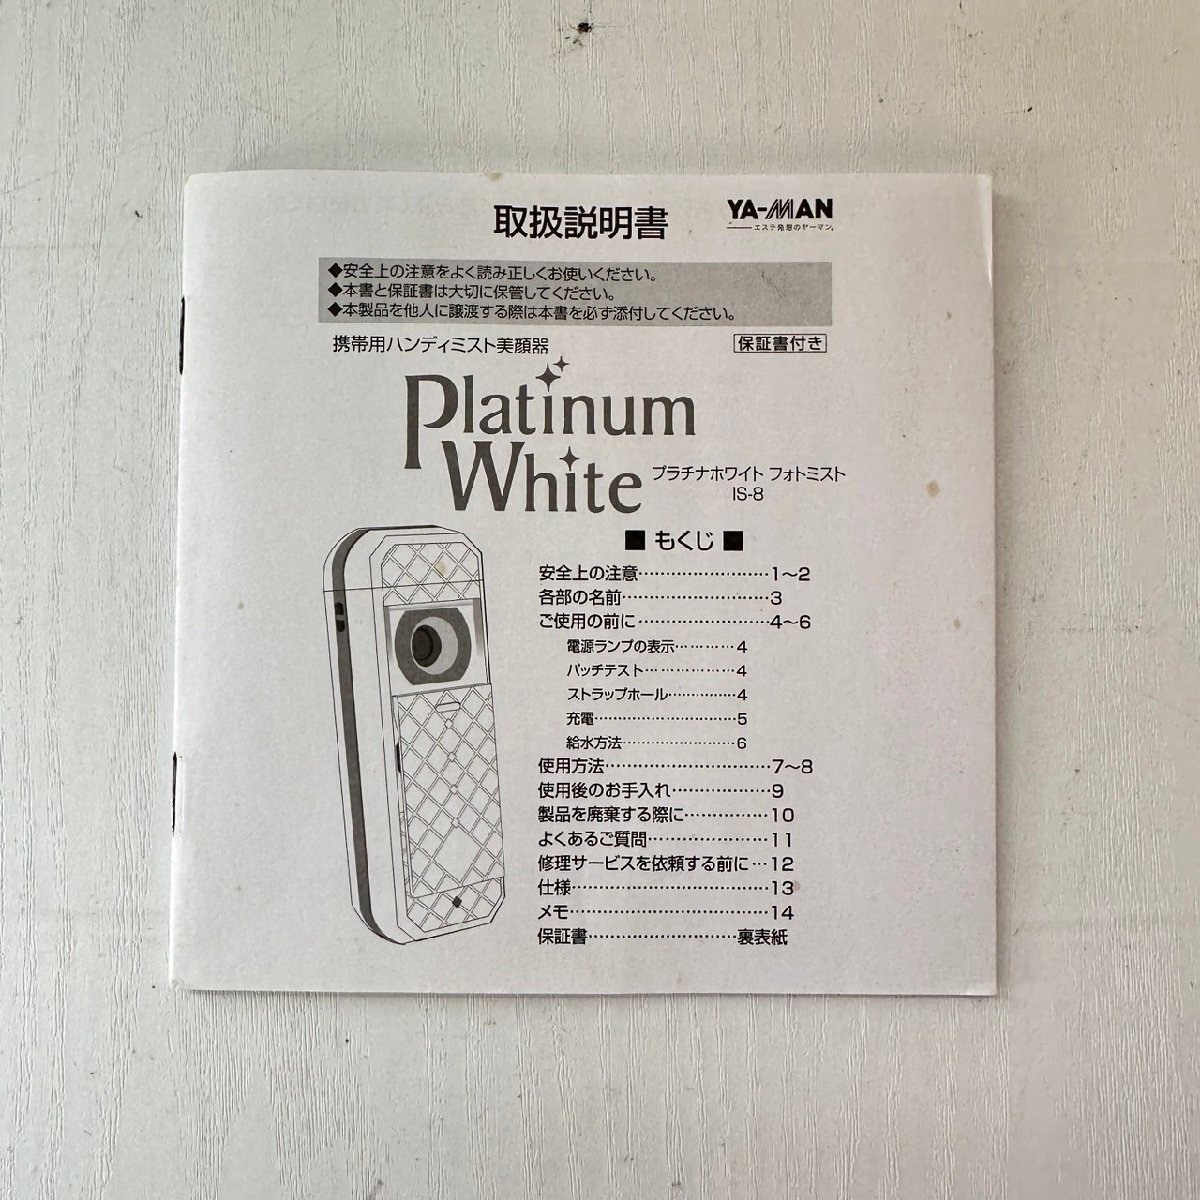 取扱説明書
YA-MAN
エステ発想のヤーマン。
◆安全上の注意をよく読み正しくお使いください。
◆本書と保証書は大切に保管してください。
◆本製品を他人に譲渡する際は本書を必ず添付してください。
携帯用ハンディミスト美顔器
保証書付き
Platinum
White
プラチナホワイト フォトミスト
IS-8
■ もくじ ■
安全上の注意……………………1～2
各部の名前………………………3
ご使用の前に……………………4～6
電源ランプの表示…………4
パッチテスト………………4
ストラップホール…………4
充電…………………………5
給水方法……………………6
使用方法…………………………7～8
使用後のお手入れ………………9
製品を廃棄する際に……………10
よくあるご質問…………………11
修理サービスを依頼する前に…12
仕様………………………………13
メモ………………………………14
保証書………………………裏表紙